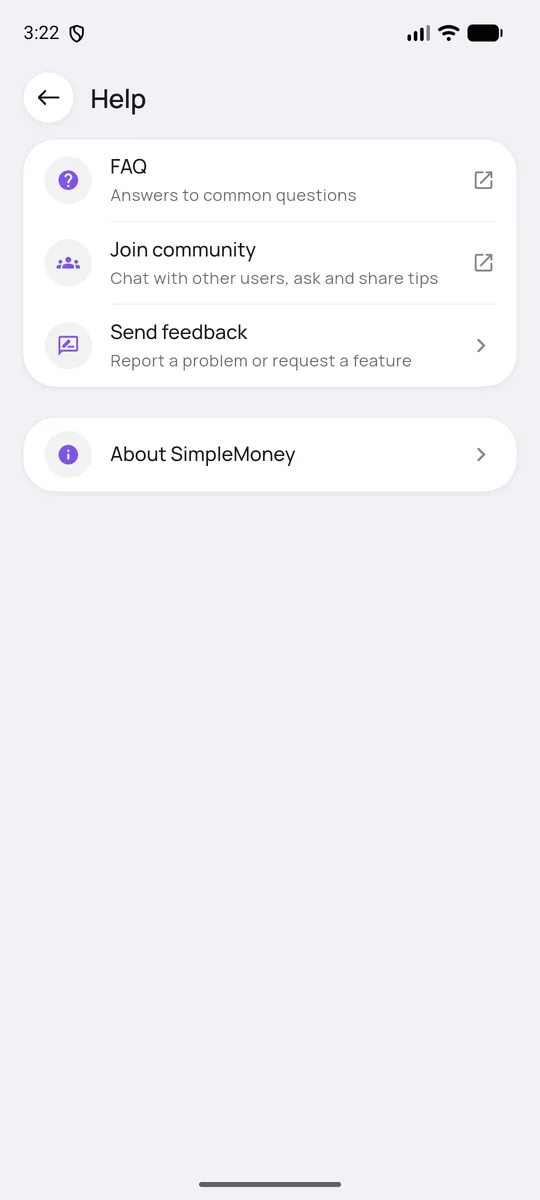 3:22
Help
FAQ
Answers to common questions
Join community
Chat with other users, ask and share tips
Send feedback
Report a problem or request a feature
About SimpleMoney